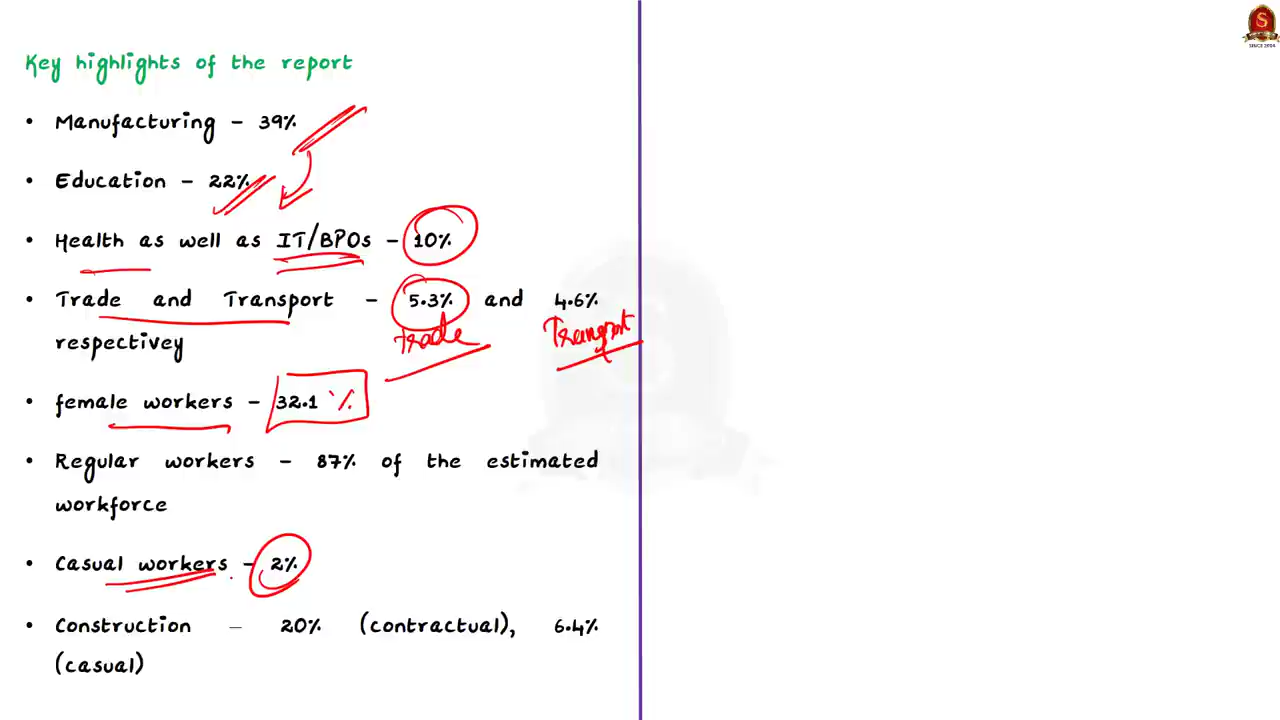 Key highlights of the report
• Manufacturing - 39%
• Education - 22%
• Health as well as IT/BPOs - 10%
• Trade and Transport - 5.3% and 4.6%
respectivey
Trade Transport
• female workers - 32.1 %
• Regular workers - 87% of the estimated
workforce
• Casual workers - 2%
• Construction - 20% (contractual), 6.4%
(casual)
S
SINCE 2004